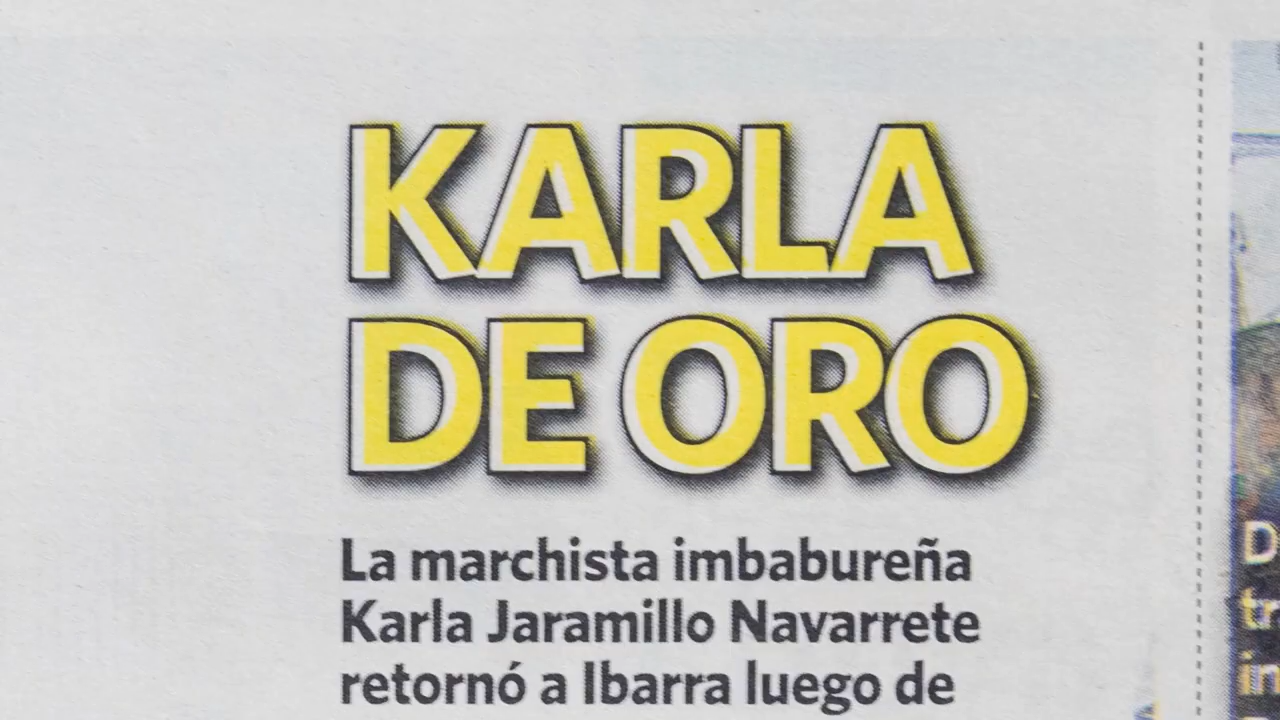 KARLA
DE ORO
La marchista imbabureña
Karla Jaramillo Navarrete
retornó a Ibarra luego de